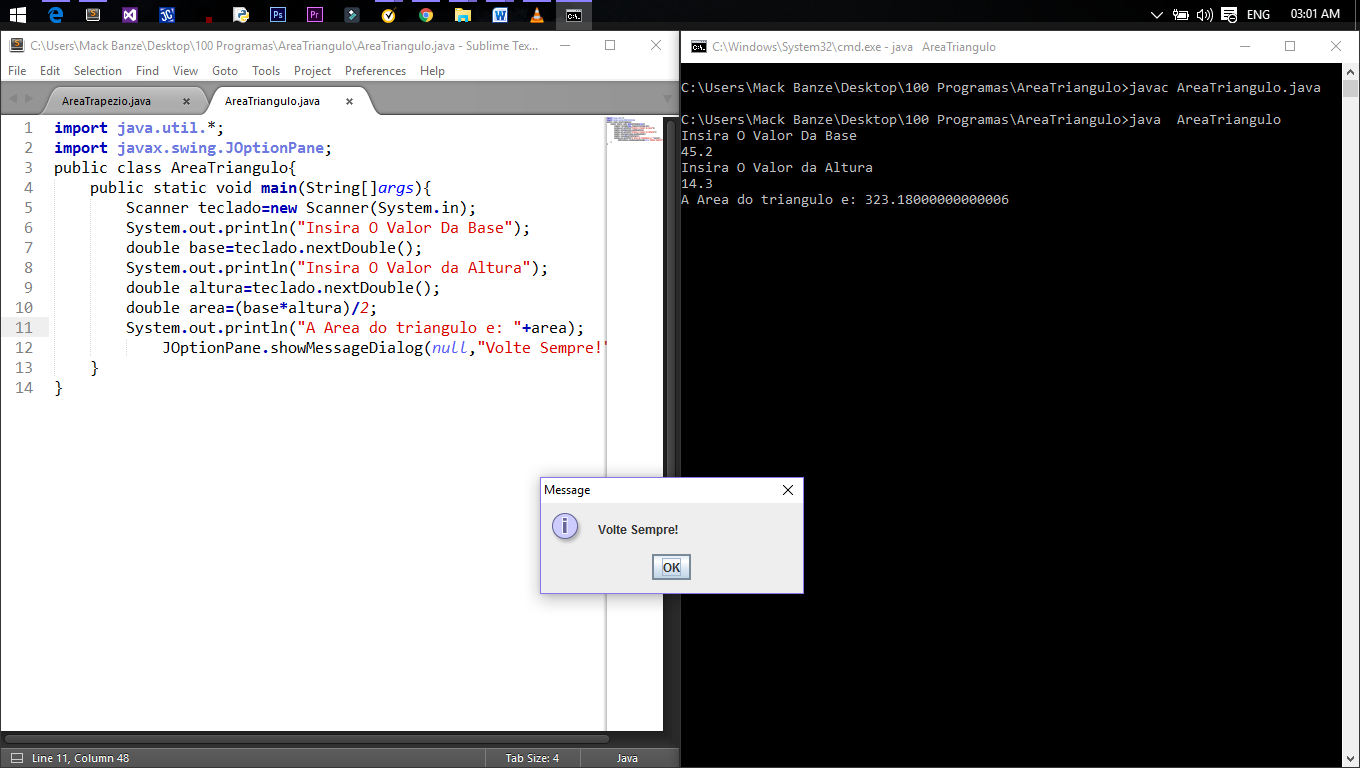 ENG 03:01 AM
C:\Users\Mack Banze\Desktop\100 Programas\AreaTriangulo\AreaTriangulo.java - Sublime Tex...
File Edit Selection Find View Goto Tools Project Preferences Help
AreaTrapezio.java AreaTriangulo.java
1 import java.util.*;
2 import javax.swing.JOptionPane;
3 public class AreaTriangulo{
4 public static void main(String[]args){
5 Scanner teclado=new Scanner(System.in);
6 System.out.println("Insira O Valor Da Base");
7 double base=teclado.nextDouble();
8 System.out.println("Insira O Valor da Altura");
9 double altura=teclado.nextDouble();
10 double area=(base*altura)/2;
11 System.out.println("A Area do triangulo e: "+area);
12 JOptionPane.showMessageDialog(null,"Volte Sempre!"
13 }
14 }
Line 11, Column 48 Tab Size: 4 Java
C:\Windows\System32\cmd.exe - java AreaTriangulo
C:\Users\Mack Banze\Desktop\100 Programas\AreaTriangulo>javac AreaTriangulo.java
C:\Users\Mack Banze\Desktop\100 Programas\AreaTriangulo>java AreaTriangulo
Insira O Valor Da Base
45.2
Insira O Valor da Altura
14.3
A Area do triangulo e: 323.18000000000006
Message
Volte Sempre!
OK